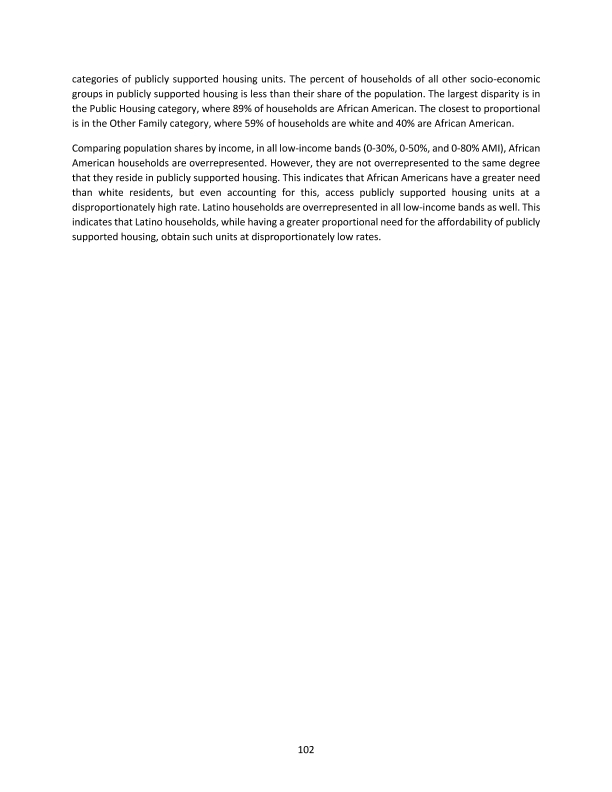 categories of publicly supported housing units. The percent of households of all other socio-economic
groups in publicly supported housing is less than their share of the population. The largest disparity is in
the Public Housing category, where 89% of households are African American. The closest to proportional
is in the Other Family category, where 59% of households are white and 40% are African American.
Comparing population shares by income, in all low-income bands (0-30%, 0-50%, and 0-80% AMI), African
American households are overrepresented. However, they are not overrepresented to the same degree
that they reside in publicly supported housing. This indicates that African Americans have a greater need
than white residents, but even accounting for this, access publicly supported housing units at a
disproportionately high rate. Latino households are overrepresented in all low-income bands as well. This
indicates that Latino households, while having a greater proportional need for the affordability of publicly
supported housing, obtain such units at disproportionately low rates.
102